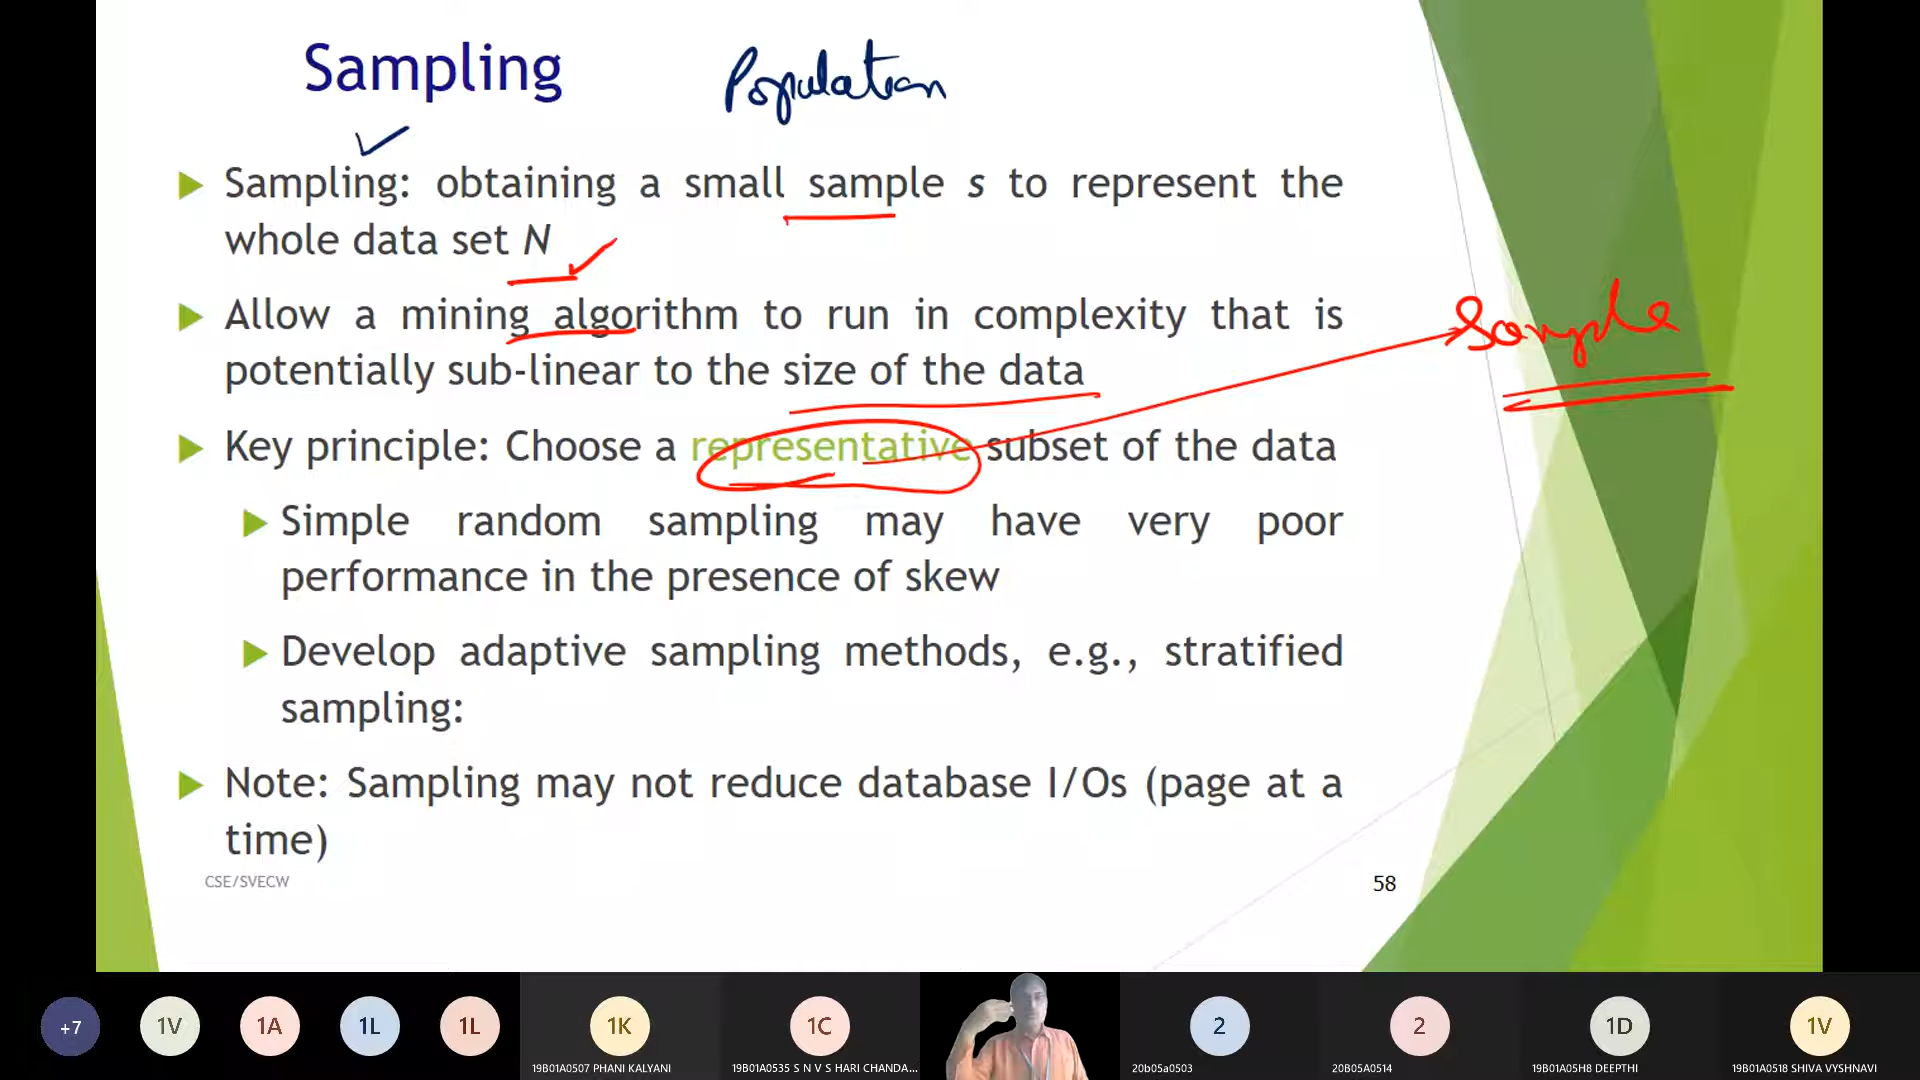 Sampling
Population
Sampling: obtaining a small sample s to represent the
whole data set N
Allow a mining algorithm to run in complexity that is
potentially sub-linear to the size of the data
Sample
Key principle: Choose a representative subset of the data
Simple random sampling may have very poor
performance in the presence of skew
Develop adaptive sampling methods, e.g., stratified
sampling:
Note: Sampling may not reduce database I/Os (page at a
time)
CSE/SVECW
58
+7
1V
1A
1L
1L
1K
1C
2
2
1D
1V
19B01A0507 PHANI KALYANI
19B01A0535 S N V S HARI CHANDA...
20b05a0503
20B05A0514
19B01A05H8 DEEPTHI
19B01A0518 SHIVA VYSHNAVI